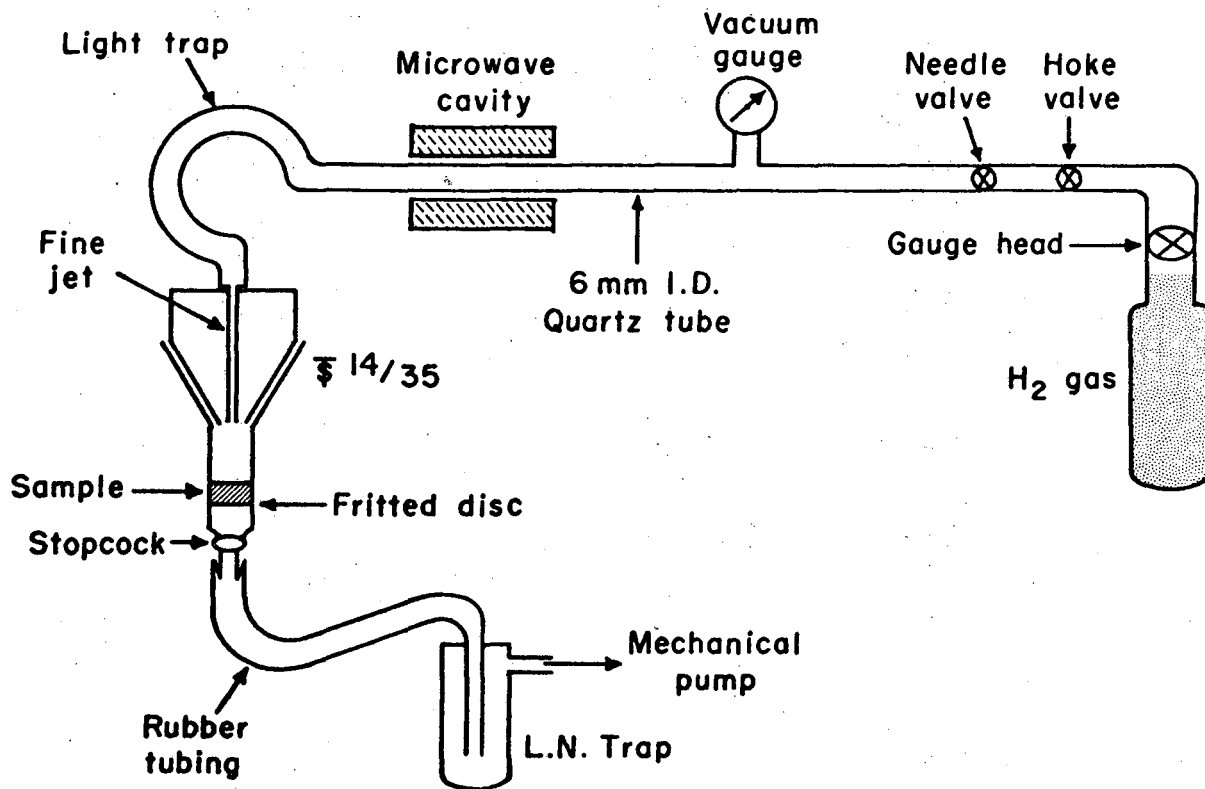 Light trap
Microwave
cavity
Vacuum
gauge
Needle
valve
Hoke
valve
Fine
jet
6 mm I.D.
Quartz tube
Gauge head
14/35
H2 gas
Sample
Fritted disc
Stopcock
Mechanical
pump
Rubber
tubing
L.N. Trap